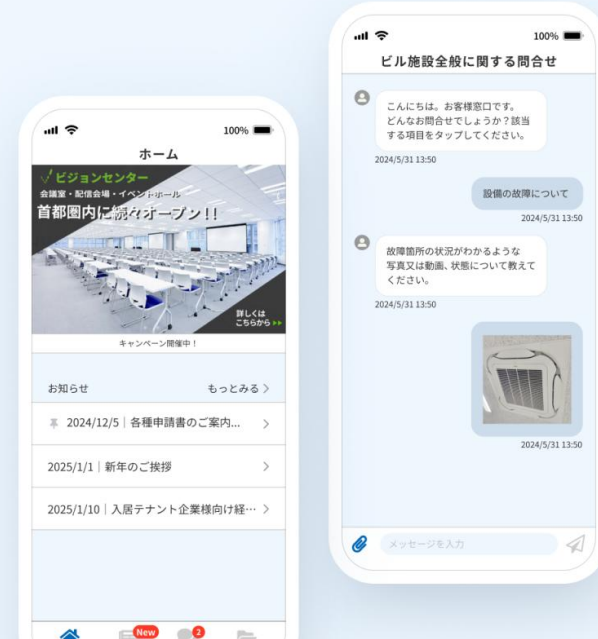 100%
ホーム
ビジョンセンター
会議室・配信会場・イベントホール
首都圏内に続々オープン!!
詳しくは
こちらから
キャンペーン開催中！
お知らせ
もっとみる
2024/12/5｜各種申請書のご案内...
2025/1/1｜新年のご挨拶
2025/1/10｜入居テナント企業様向け経…
New
2
100%
ビル施設全般に関する問合せ
こんにちは。お客様窓口です。
どんなお問合せでしょうか？該当
する項目をタップしてください。
2024/5/31 13:50
設備の故障について
2024/5/31 13:50
故障箇所の状況がわかるような
写真又は動画、状態について教えて
ください。
2024/5/31 13:50
2024/5/31 13:50
メッセージを入力